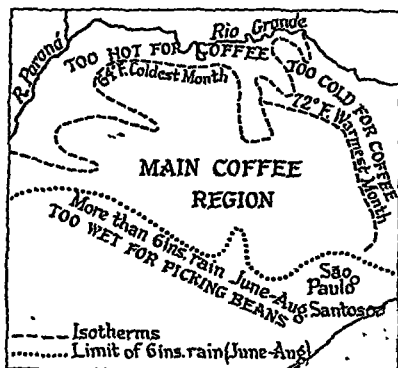 Rio Grande
R. Paraná
TOO HOT FOR COFFEE
64° F. Coldest Month
TOO COLD FOR COFFEE
72° F. Warmest Month
MAIN COFFEE
REGION
More than 6ins. rain June-Aug
TOO WET FOR PICKING BEANS
São
Paulo
Santos
Isotherms
Limit of 6ins. rain (June-Aug)